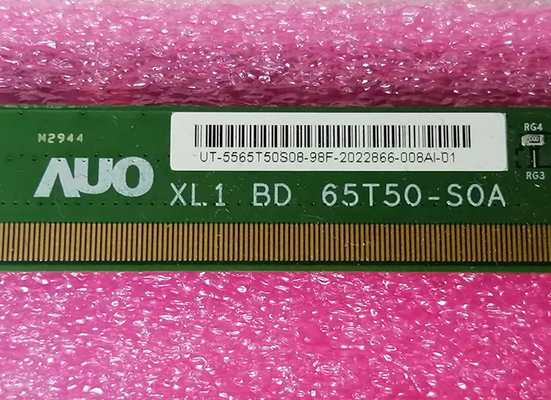 M2944
UT-5565T50S08-98F-2022866-008AI-01
AUO XL1 BD 65T50-S0A
RG4
RG3